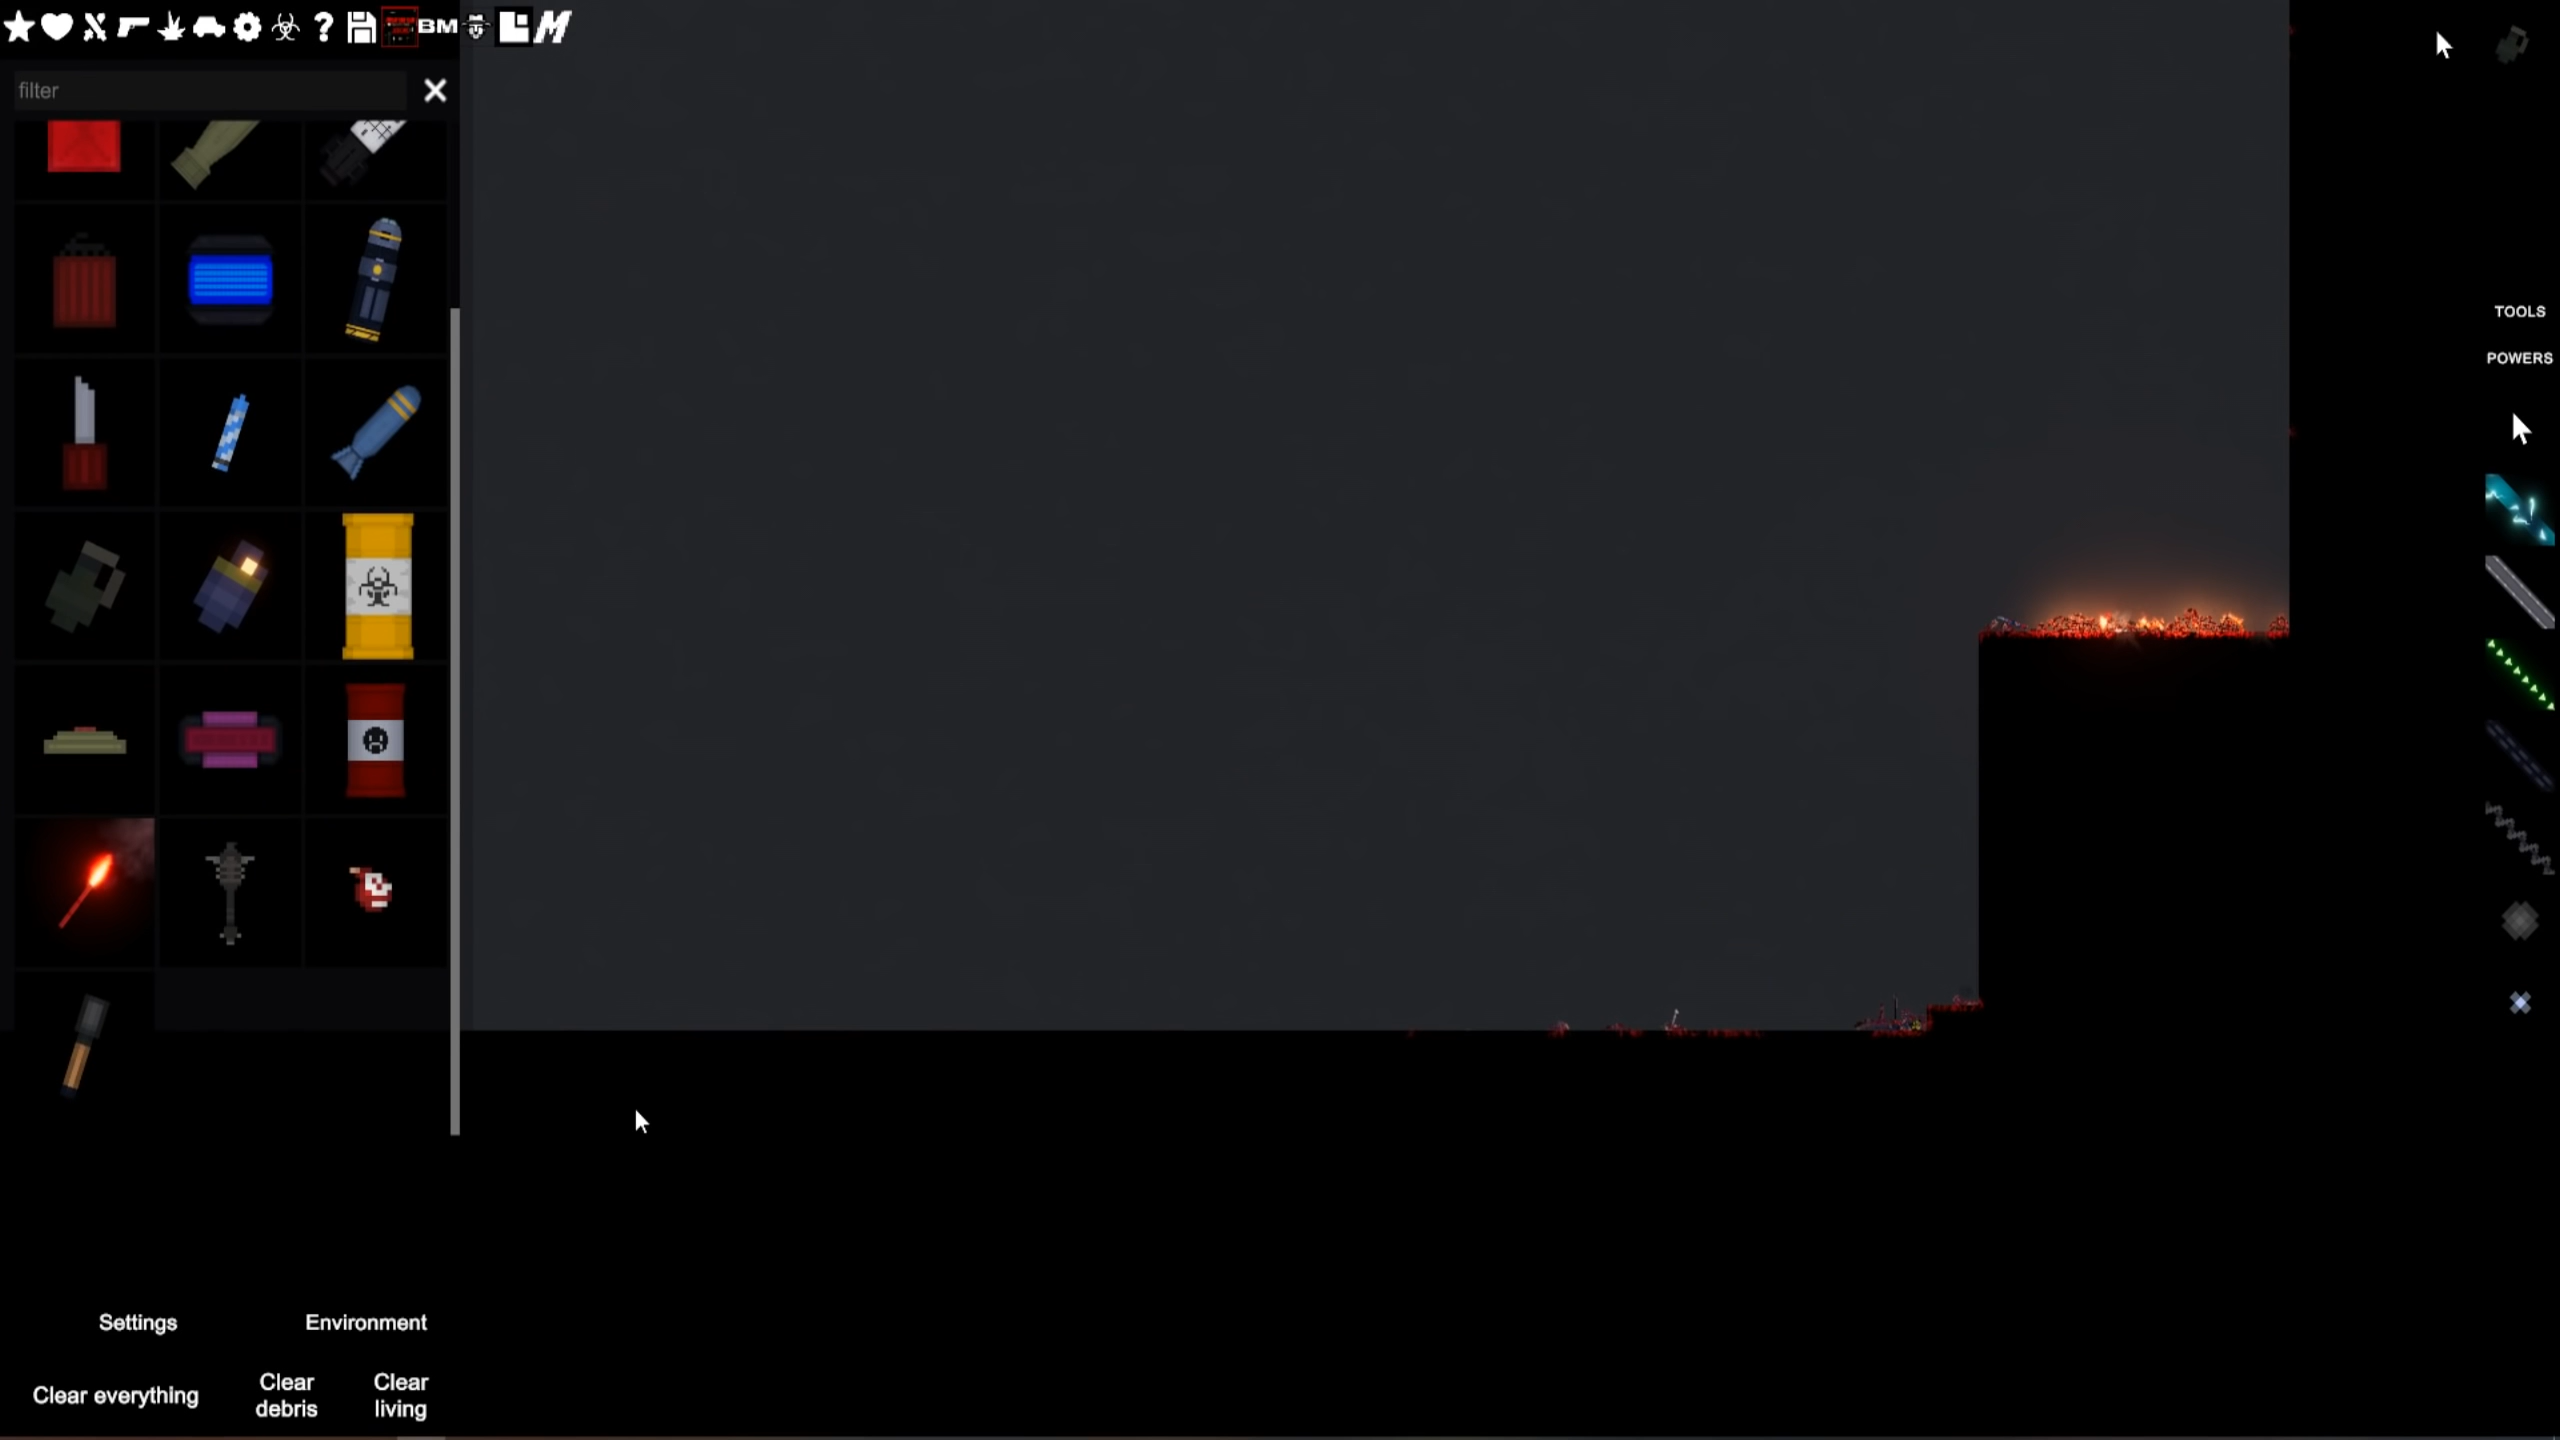 BM
filter
TOOLS
POWERS
Settings
Environment
Clear everything
Clear
debris
Clear
living